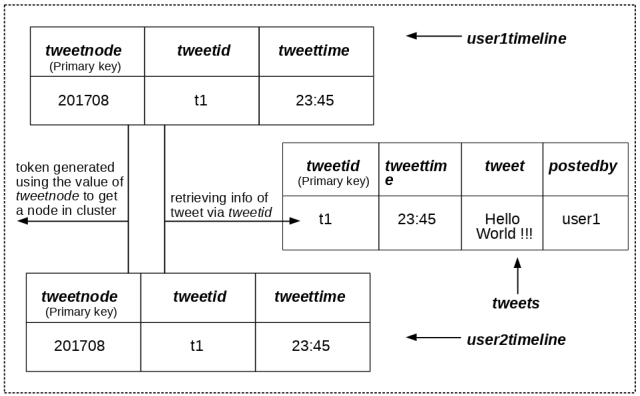 tweetnode tweetid tweettime
(Primary key)
201708 t1 23:45
user1timeline
token generated
using the value of
tweetnode to get
a node in cluster
retrieving info of
tweet via tweetid
tweetid tweettim tweet postedby
(Primary key) e
t1 23:45 Hello user1
World !!!
tweets
tweetnode tweetid tweettime
(Primary key)
201708 t1 23:45
user2timeline